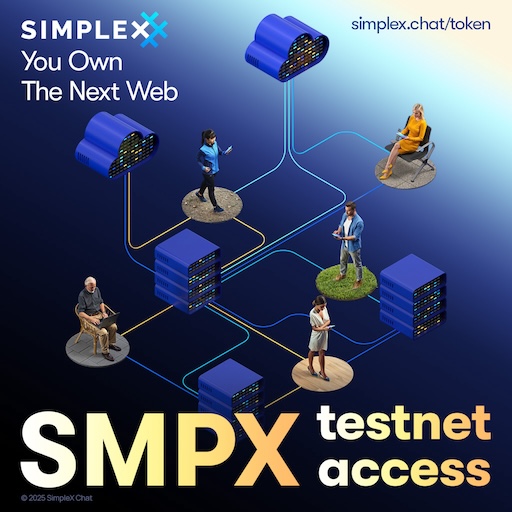 SIMPLEX
simplex.chat/token
You Own
The Next Web
SMPX
testnet
access
© 2025 SimpleX Chat